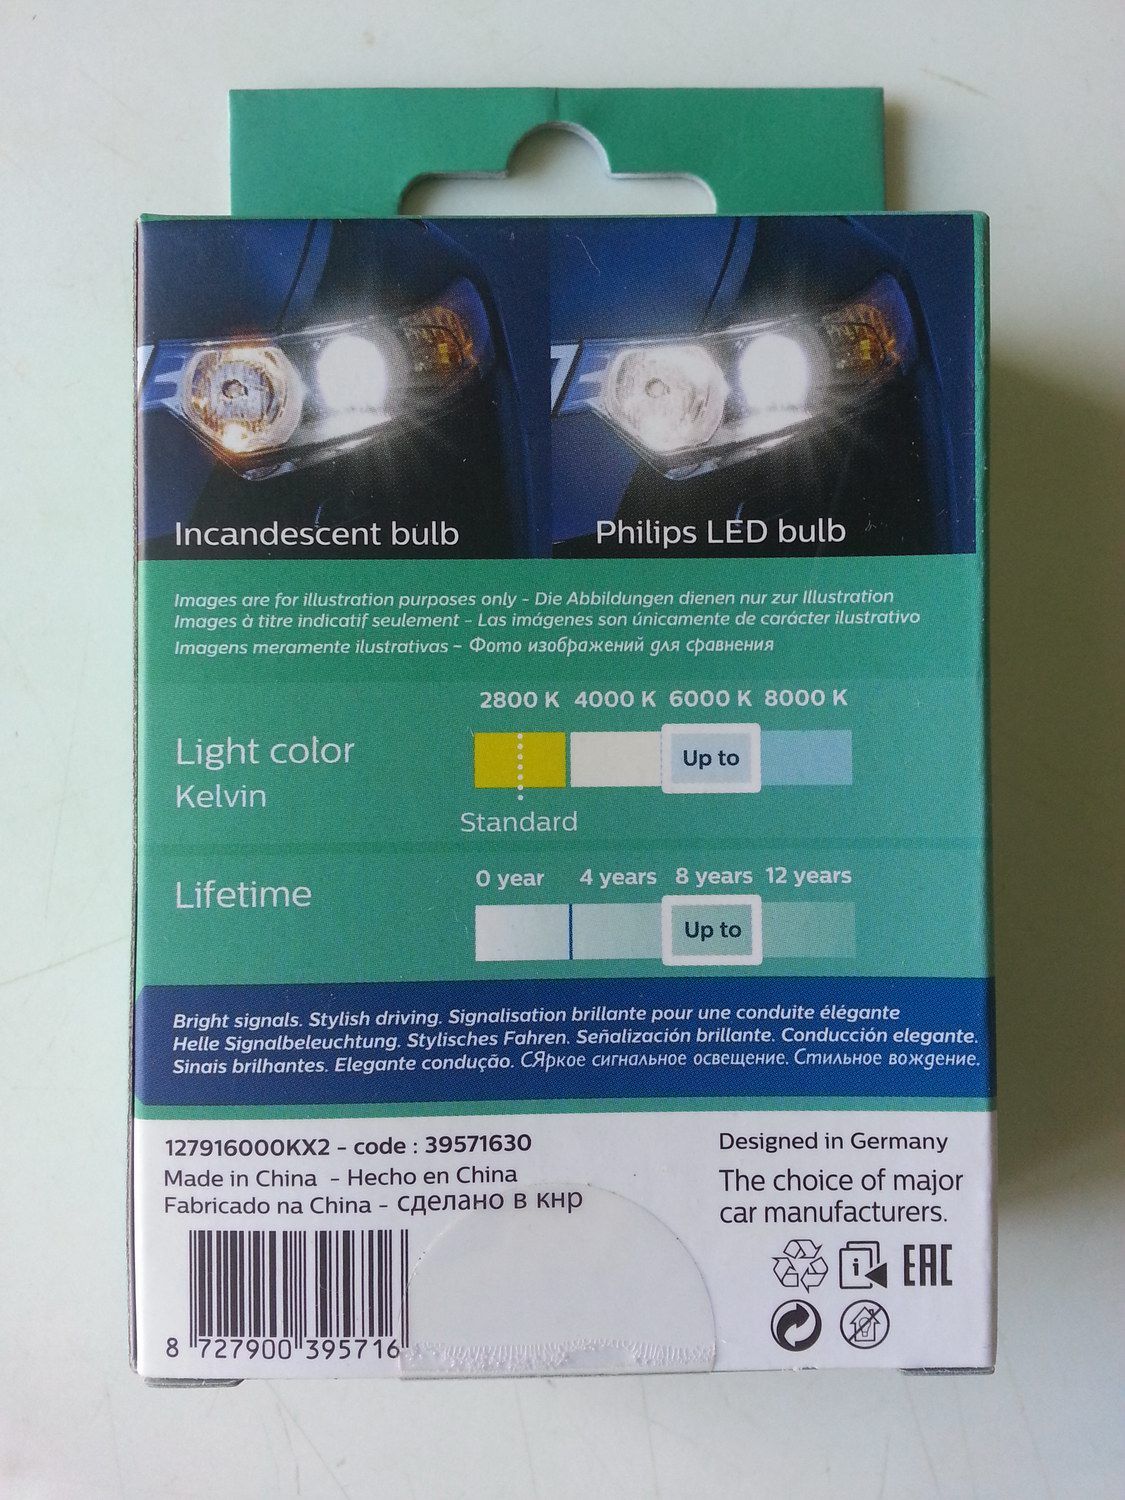 Incandescent bulb
Philips LED bulb
Images are for illustration purposes only - Die Abbildungen dienen nur zur Illustration
Images à titre indicatif seulement - Las imágenes son únicamente de carácter ilustrativo
Imagens meramente ilustrativas - Фото изображений для сравнения
2800 K 4000 K 6000 K 8000 K
Light color
Kelvin
Up to
Standard
0 year 4 years 8 years 12 years
Lifetime
Up to
Bright signals. Stylish driving. Signalisation brillante pour une conduite élégante
Helle Signalbeleuchtung. Stylisches Fahren. Señalización brillante. Conducción elegante.
Sinais brilhantes. Elegante condução. СЯркое сигнальное освещение. Стильное вождение.
127916000KX2 - code : 39571630
Made in China - Hecho en China
Fabricado na China - сделано в кнр
Designed in Germany
The choice of major
car manufacturers.
i
EAC
8 727900 395716